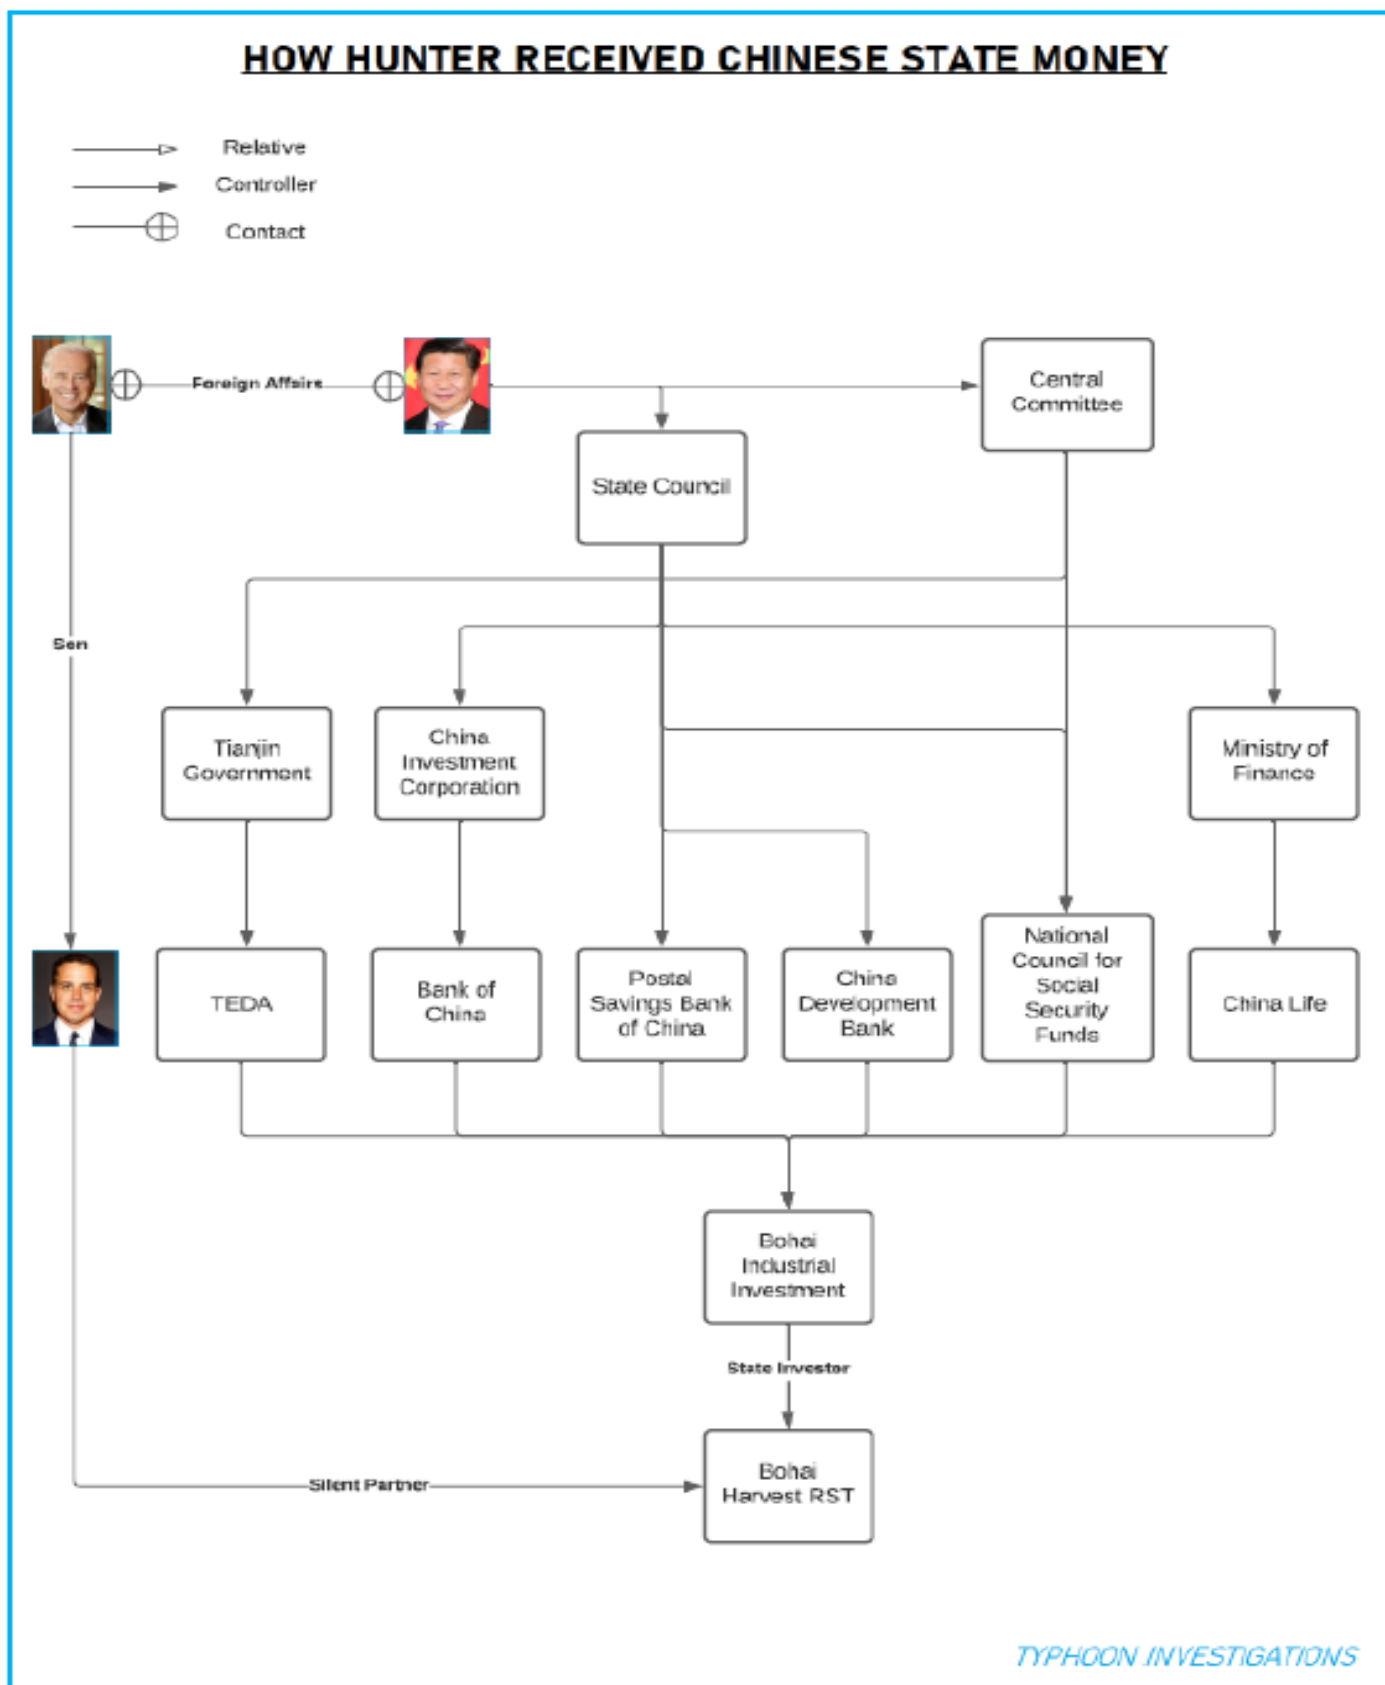 HOW HUNTER RECEIVED CHINESE STATE MONEY
Relative
Controller
Contact
Foreign Affairs
Central
Committee
State Council
Son
Tianjin
Government
China
Investment
Corporation
Ministry of
Finance
TEDA
Bank of
China
Postal
Savings Bank
of China
China
Development
Bank
National
Council for
Social
Security
Funds
China Life
Bohai
Industrial
Investment
State Investor
Silent Partner
Bohai
Harvest RST
TYPHOON INVESTIGATIONS